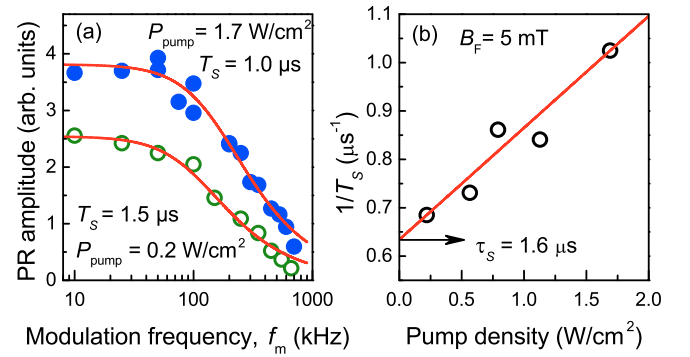 (a)
P_pump = 1.7 W/cm²
T_S = 1.0 µs
T_S = 1.5 µs
P_pump = 0.2 W/cm²
PR amplitude (arb. units)
4
3
2
1
0
10 100 1000
Modulation frequency, f_m (kHz)
(b)
B_F = 5 mT
τ_S = 1.6 µs
1/T_S (µs⁻¹)
1.1
1.0
0.9
0.8
0.7
0.6
0.0 0.5 1.0 1.5 2.0
Pump density (W/cm²)